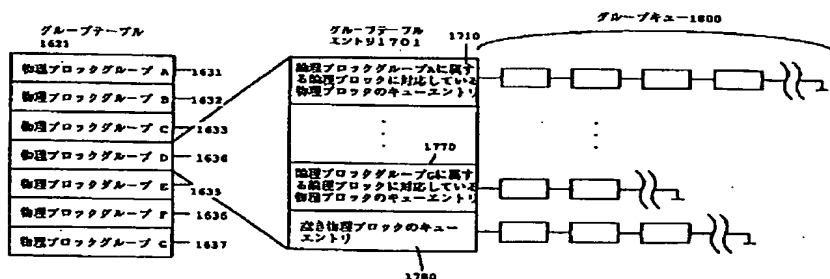 グループテーブル
1621
物理ブロックグループ A
1631
物理ブロックグループ B
1632
物理ブロックグループ C
1633
物理ブロックグループ D
1636
物理ブロックグループ E
1635
物理ブロックグループ F
1636
物理ブロックグループ G
1637
グループテーブル
エントリ1701
1710
論理ブロックグループAに属す
る論理ブロックに対応している
物理ブロックのキューエントリ
1770
論理ブロックグループGに属す
る論理ブロックに対応している
物理ブロックのキューエントリ
空き物理ブロックのキュー
エントリ
1780
グループキュー1800